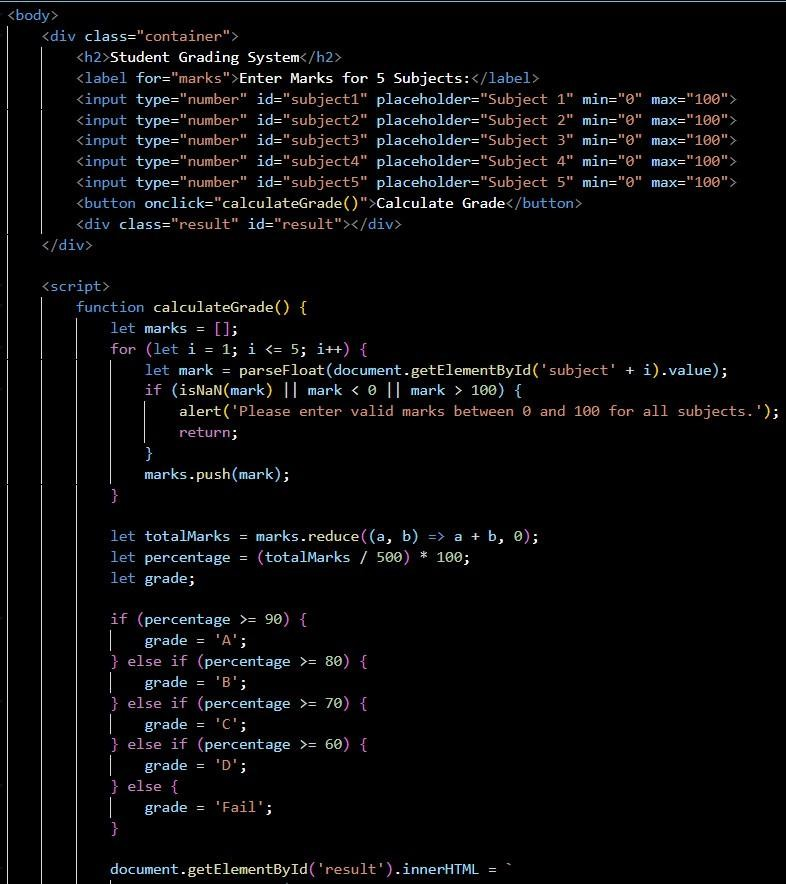 <body>
<div class="container">
<h2>Student Grading System</h2>
<label for="marks">Enter Marks for 5 Subjects:</label>
<input type="number" id="subject1" placeholder="Subject 1" min="0" max="100">
<input type="number" id="subject2" placeholder="Subject 2" min="0" max="100">
<input type="number" id="subject3" placeholder="Subject 3" min="0" max="100">
<input type="number" id="subject4" placeholder="Subject 4" min="0" max="100">
<input type="number" id="subject5" placeholder="Subject 5" min="0" max="100">
<button onclick="calculateGrade()">Calculate Grade</button>
<div class="result" id="result"></div>
</div>
<script>
function calculateGrade() {
let marks = [];
for (let i = 1; i <= 5; i++) {
let mark = parseFloat(document.getElementById('subject' + i).value);
if (isNaN(mark) || mark < 0 || mark > 100) {
alert('Please enter valid marks between 0 and 100 for all subjects.');
return;
}
marks.push(mark);
}
let totalMarks = marks.reduce((a, b) => a + b, 0);
let percentage = (totalMarks / 500) * 100;
let grade;
if (percentage >= 90) {
grade = 'A';
} else if (percentage >= 80) {
grade = 'B';
} else if (percentage >= 70) {
grade = 'C';
} else if (percentage >= 60) {
grade = 'D';
} else {
grade = 'Fail';
}
document.getElementById('result').innerHTML = `